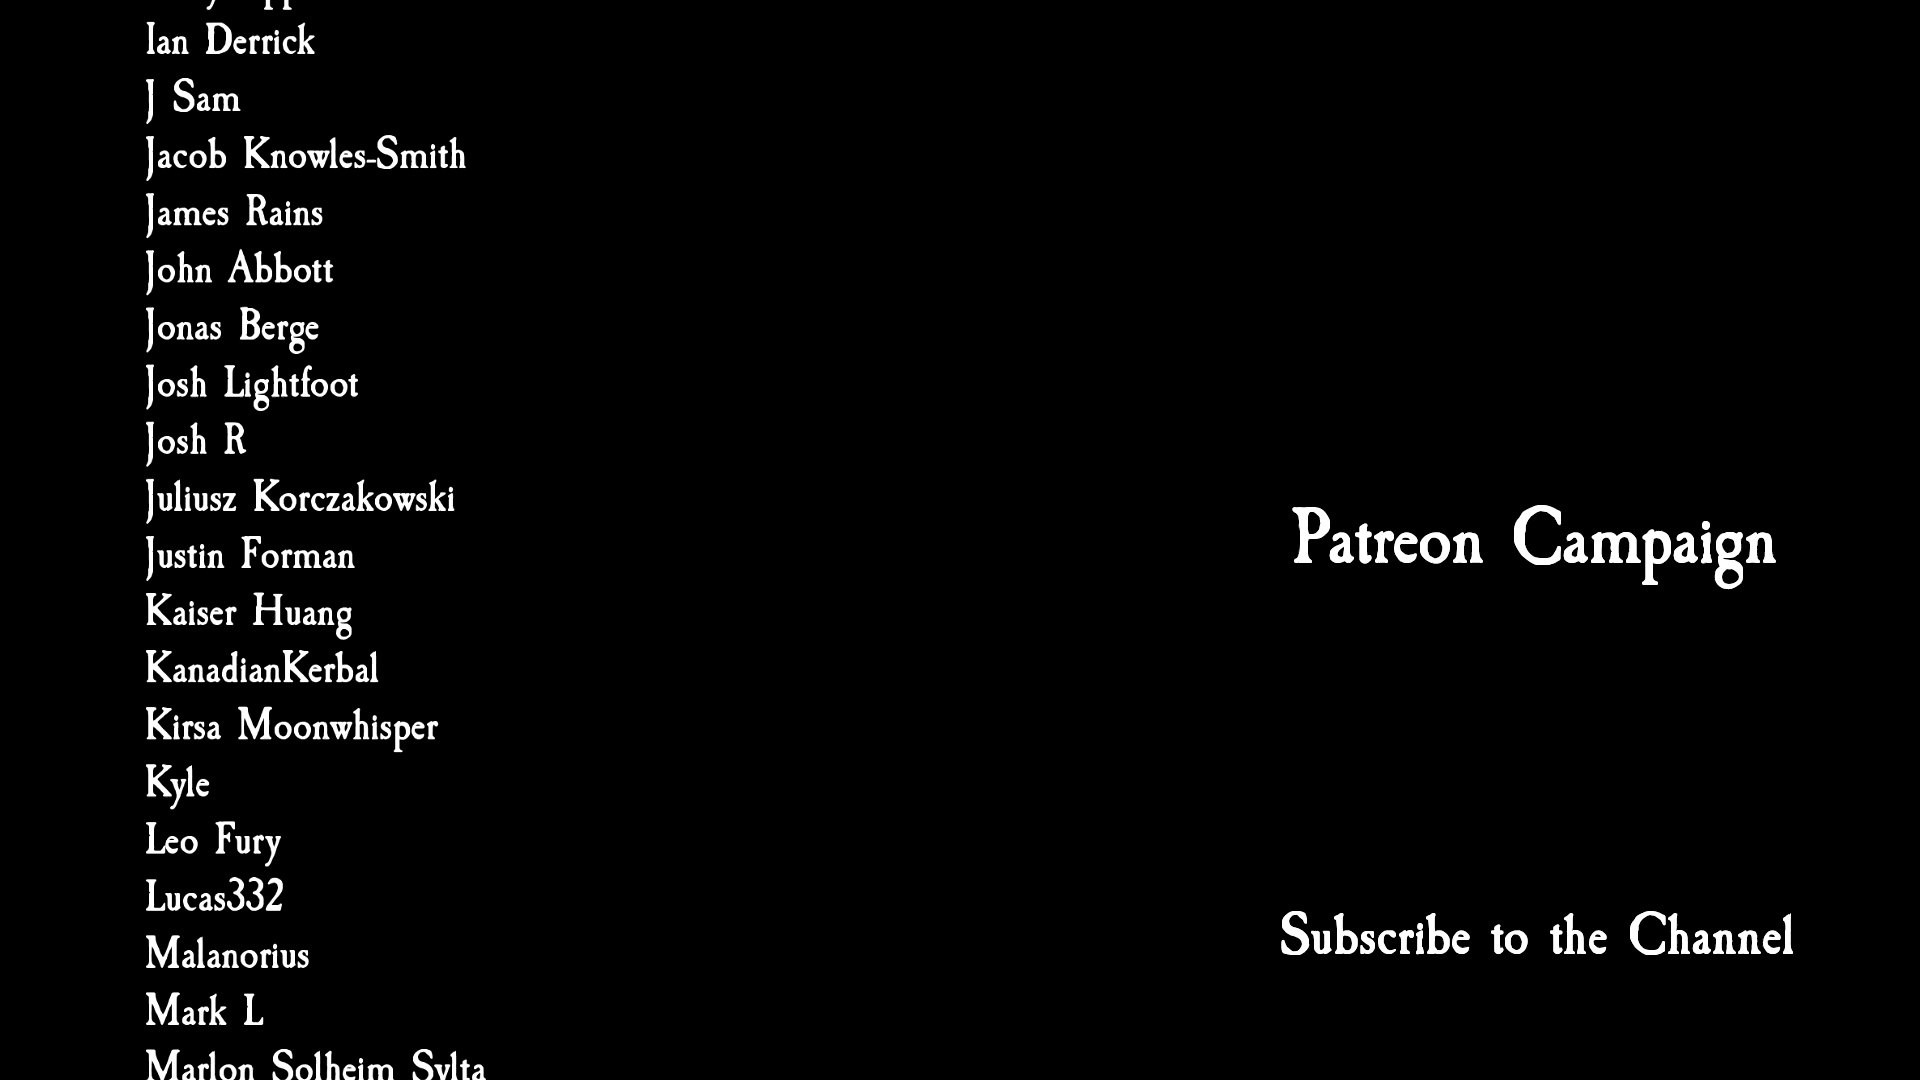 Ian Derrick
J Sam
Jacob Knowles-Smith
James Rains
John Abbott
Jonas Berge
Josh Lightfoot
Josh R
Juliusz Korczakowski
Justin Forman
Kaiser Huang
KanadianKerbal
Kirsa Moonwhisper
Kyle
Leo Fury
Lucas332
Malanorius
Mark L
Marlon Solheim Sylta
Patreon Campaign
Subscribe to the Channel